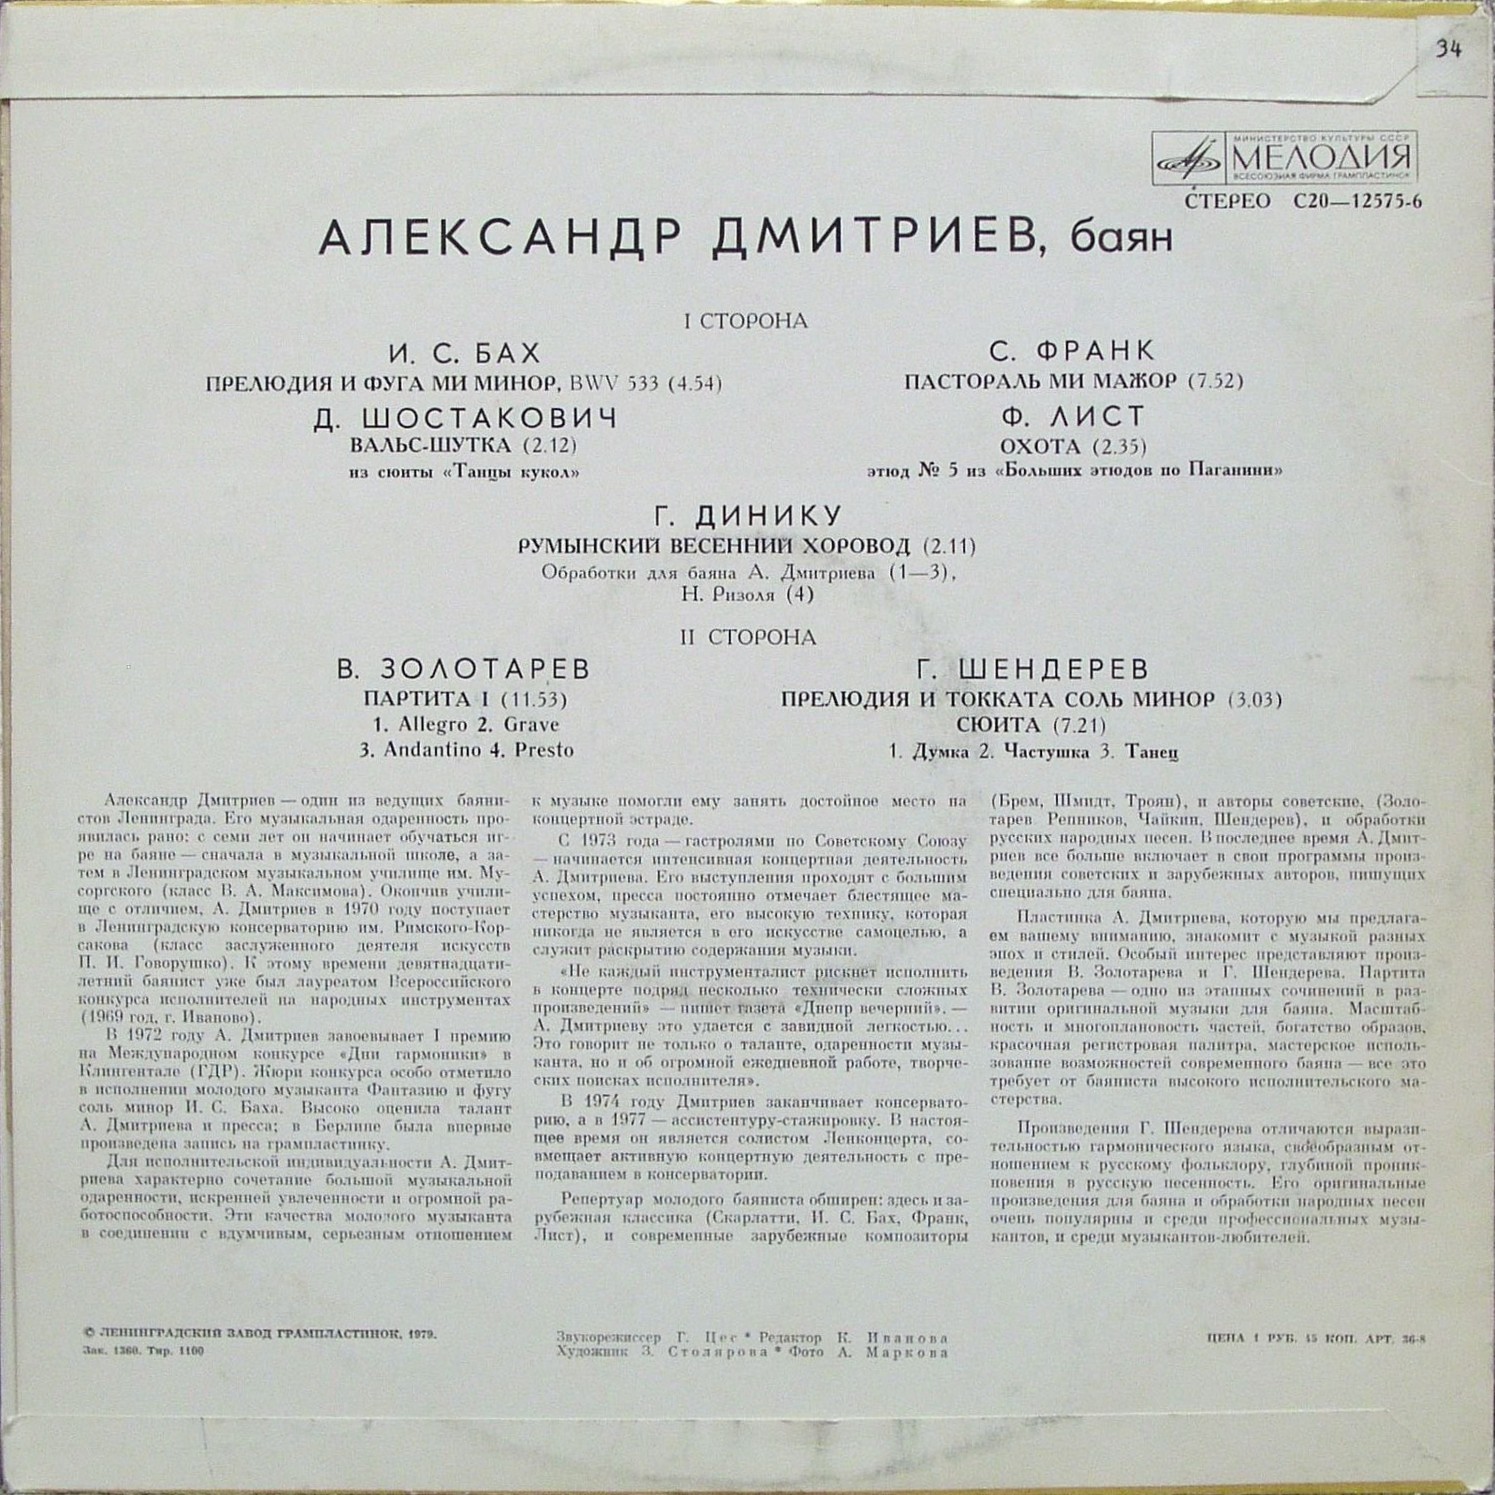 34
МИНИСТЕРСТВО КУЛЬТУРЫ СССР
МЕЛОДИЯ
ВСЕСОЮЗНАЯ ФИРМА ГРАМПЛАСТИНОК
СТЕРЕО С20—12575-6
АЛЕКСАНДР ДМИТРИЕВ, баян
I СТОРОНА
И. С. БАХ
ПРЕЛЮДИЯ И ФУГА МИ МИНОР, BWV 533 (4.54)
Д. ШОСТАКОВИЧ
ВАЛЬС-ШУТКА (2.12)
из сюиты «Танцы кукол»
С. ФРАНК
ПАСТОРАЛЬ МИ МАЖОР (7.52)
Ф. ЛИСТ
ОХОТА (2.35)
этюд № 5 из «Больших этюдов по Паганини»
Г. ДИНИКУ
РУМЫНСКИЙ ВЕСЕННИЙ ХОРОВОД (2.11)
Обработки для баяна А. Дмитриева (1—3),
Н. Ризоля (4)
II СТОРОНА
В. ЗОЛОТАРЕВ
ПАРТИТА I (11.53)
1. Allegro 2. Grave
3. Andantino 4. Presto
Г. ШЕНДЕРЕВ
ПРЕЛЮДИЯ И ТОККАТА СОЛЬ МИНОР (3.03)
СЮИТА (7.21)
1. Думка 2. Частушка 3. Танец
Александр Дмитриев — один из ведущих баяни-
стов Ленинграда. Его музыкальная одаренность про-
явилась рано: с семи лет он начинает обучаться иг-
ре на баяне — сначала в музыкальной школе, а за-
тем в Ленинградском музыкальном училище им. Му-
соргского (класс В. А. Максимова). Окончив учили-
ще с отличием, А. Дмитриев в 1970 году поступает
в Ленинградскую консерваторию им. Римского-Кор-
сакова (класс заслуженного деятеля искусств
П. И. Говорушко). К этому времени девятнадцати-
летний баянист уже был лауреатом Всероссийского
конкурса исполнителей на народных инструментах
(1969 год, г. Иваново).
В 1972 году А. Дмитриев завоевывает I премию
на Международном конкурсе «Дни гармоники» в
Клингентале (ГДР). Жюри конкурса особо отметило
в исполнении молодого музыканта Фантазию и фугу
соль минор И. С. Баха. Высоко оценила талант
А. Дмитриева и пресса; в Берлине была впервые
произведена запись на грампластинку.
Для исполнительской индивидуальности А. Дмит-
риева характерно сочетание большой музыкальной
одаренности, искренней увлеченности и огромной ра-
ботоспособности. Эти качества молодого музыканта
в соединении с вдумчивым, серьезным отношением
к музыке помогли ему занять достойное место на
концертной эстраде.
С 1973 года — гастролями по Советскому Союзу
— начинается интенсивная концертная деятельность
А. Дмитриева. Его выступления проходят с большим
успехом, пресса постоянно отмечает блестящее ма-
стерство музыканта, его высокую технику, которая
никогда не является в его искусстве самоцелью, а
служит раскрытию содержания музыки.
«Не каждый инструменталист рискнет исполнить
в концерте подряд несколько технически сложных
произведений» — пишет газета «Днепр вечерний». —
А. Дмитриеву это удается с завидной легкостью...
Это говорит не только о таланте, одаренности музы-
канта, но и об огромной ежедневной работе, творче-
ских поисках исполнителя».
В 1974 году Дмитриев заканчивает консервато-
рию, а в 1977 — ассистентуру-стажировку. В настоя-
щее время он является солистом Ленконцерта, со-
вмещает активную концертную деятельность с пре-
подаванием в консерватории.
Репертуар молодого баяниста обширен: здесь и за-
рубежная классика (Скарлатти, И. С. Бах, Франк,
Лист), и современные зарубежные композиторы
(Брем, Шмидт, Троян), и авторы советские, (Золо-
тарев Репников, Чайкин, Шендерев), и обработки
русских народных песен. В последнее время А. Дмит-
риев все больше включает в свои программы произ-
ведения советских и зарубежных авторов, пишущих
специально для баяна.
Пластинка А. Дмитриева, которую мы предлага-
ем вашему вниманию, знакомит с музыкой разных
эпох и стилей. Особый интерес представляют произ-
ведения В. Золотарева и Г. Шендерева. Партита
В. Золотарева — одно из этапных сочинений в раз-
витии оригинальной музыки для баяна. Масштаб-
ность и многоплановость частей, богатство образов,
красочная регистровая палитра, мастерское исполь-
зование возможностей современного баяна — все это
требует от баяниста высокого исполнительского ма-
стерства.
Произведения Г. Шендерева отличаются вырази-
тельностью гармонического языка, своеобразным от-
ношением к русскому фольклору, глубиной проник-
новения в русскую песенность. Его оригинальные
произведения для баяна и обработки народных песен
очень популярны и среди профессиональных музы-
кантов, и среди музыкантов-любителей.
© ЛЕНИНГРАДСКИЙ ЗАВОД ГРАМПЛАСТИНОК, 1979.
Зак. 1360. Тир. 1100
Звукорежиссер Г. Цес * Редактор К. Иванова
Художник З. Столярова * Фото А. Маркова
ЦЕНА 1 РУБ. 45 КОП. АРТ. 36-8